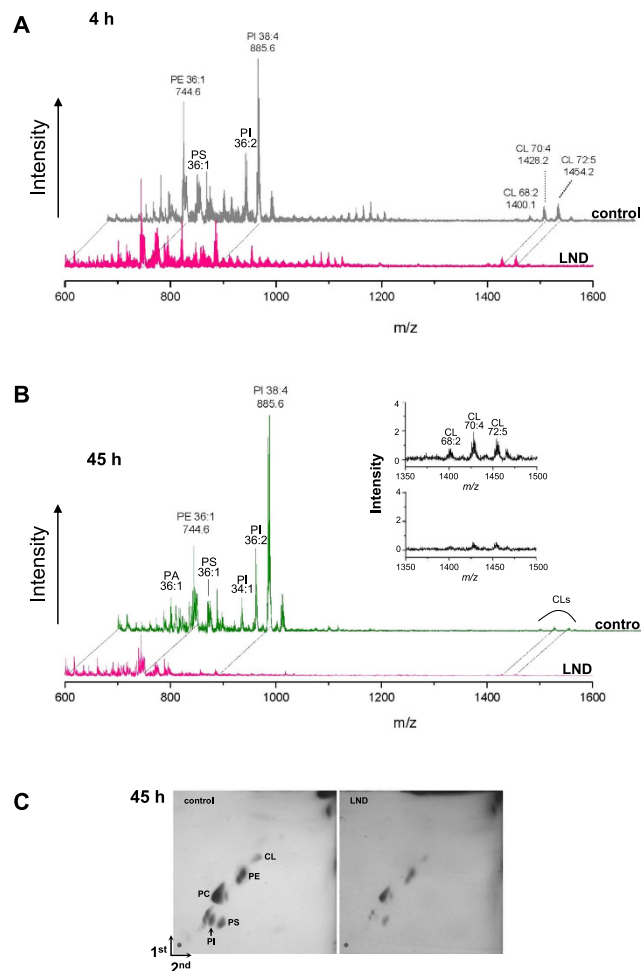 A
4 h
PI 38:4
885.6
PE 36:1
744.6
PS
36:1
PI
36:2
CL 70:4
1428.2
CL 72:5
1454.2
CL 68:2
1400.1
Intensity
control
LND
600
800
1000
1200
1400
1600
m/z
B
45 h
PI 38:4
885.6
PE 36:1
744.6
PA
36:1
PS
36:1
PI
34:1
PI
36:2
Intensity
4
2
0
CL
68:2
CL
70:4
CL
72:5
1350
1400
1450
1500
m/z
Intensity
4
2
0
1350
1400
1450
1500
m/z
CLs
contro
LND
600
800
1000
1200
1400
1600
m/z
C
45 h
control
LND
CL
PE
PC
PS
PI
1st
2nd